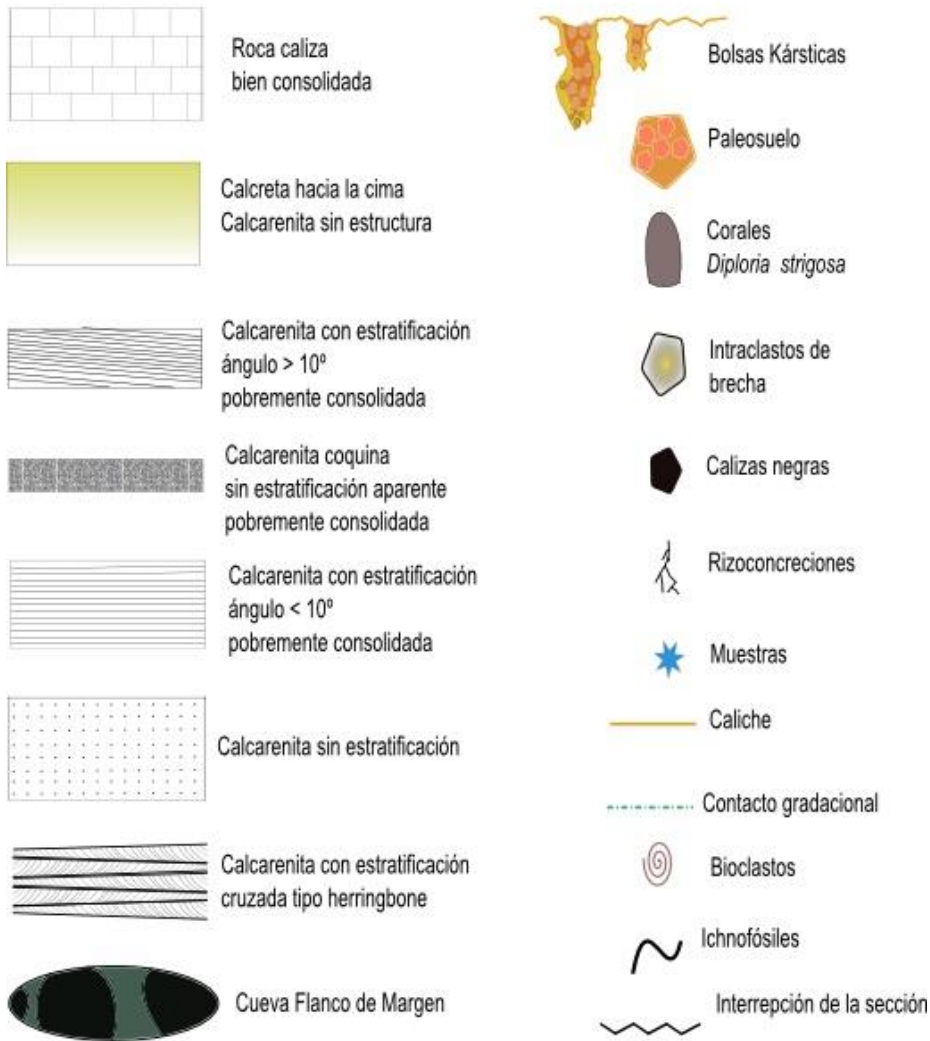 Roca caliza
bien consolidada
Calcreta hacia la cima
Calcarenita sin estructura
Calcarenita con estratificación
ángulo > 10º
pobremente consolidada
Calcarenita coquina
sin estratificación aparente
pobremente consolidada
Calcarenita con estratificación
ángulo < 10º
pobremente consolidada
Calcarenita sin estratificación
Calcarenita con estratificación
cruzada tipo herringbone
Cueva Flanco de Margen
Bolsas Kársticas
Paleosuelo
Corales
Diploria strigosa
Intraclastos de
brecha
Calizas negras
Rizoconcreciones
Muestras
Caliche
Contacto gradacional
Bioclastos
Ichnofósiles
Interrepción de la sección